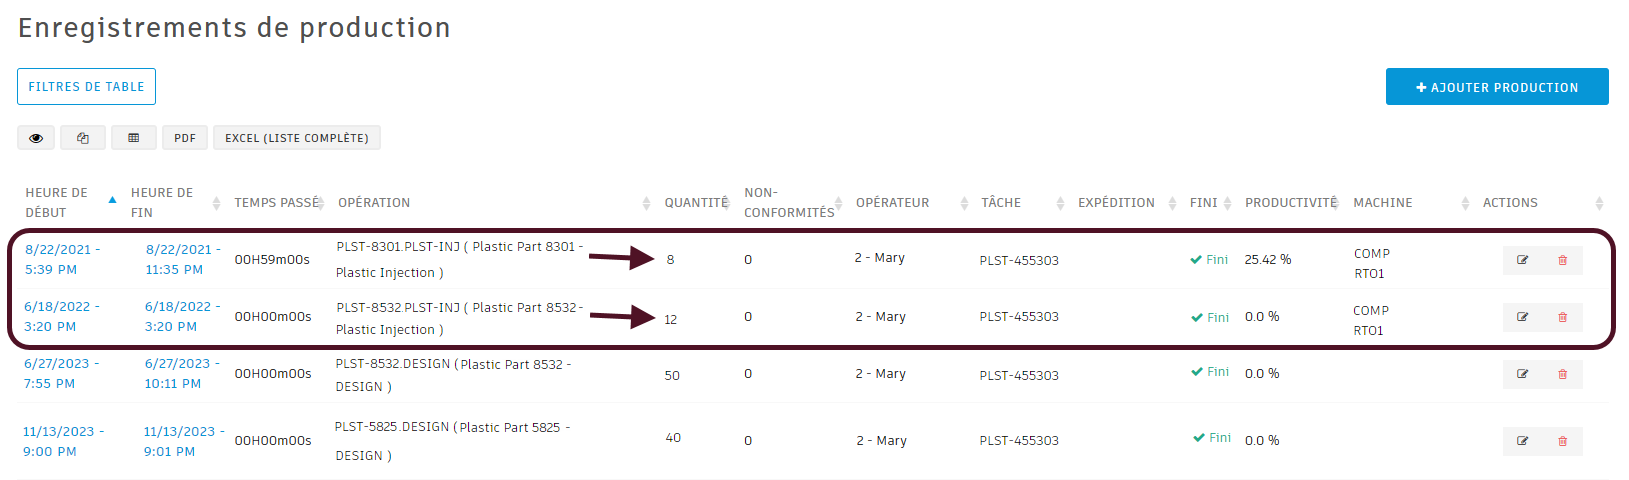 Enregistrements de production
FILTRES DE TABLE
+ AJOUTER PRODUCTION
PDF
EXCEL (LISTE COMPLÈTE)
HEURE DE DÉBUT HEURE DE FIN TEMPS PASSÉ OPÉRATION QUANTITÉ NON-CONFORMITÉS OPÉRATEUR TÂCHE EXPÉDITION FINI PRODUCTIVITÉ MACHINE ACTIONS
8/22/2021 - 8/22/2021 - PLST-8301.PLST-INJ ( Plastic Part 8301 - COMP
5:39 PM 11:35 PM 00H59m00s Plastic Injection ) 8 0 2 - Mary PLST-455303 Fini 25.42 % RTO1
6/18/2022 - 6/18/2022 - PLST-8532.PLST-INJ ( Plastic Part 8532 - COMP
3:20 PM 3:20 PM 00H00m00s Plastic Injection ) 12 0 2 - Mary PLST-455303 Fini 0.0 % RTO1
6/27/2023 - 6/27/2023 - PLST-8532.DESIGN (Plastic Part 8532 -
7:55 PM 10:11 PM 00H00m00s DESIGN ) 50 0 2 - Mary PLST-455303 Fini 0.0 %
11/13/2023 - 11/13/2023 - PLST-5825.DESIGN (Plastic Part 5825 -
9:00 PM 9:01 PM 00H00m00s DESIGN ) 40 0 2 - Mary PLST-455303 Fini 0.0 %